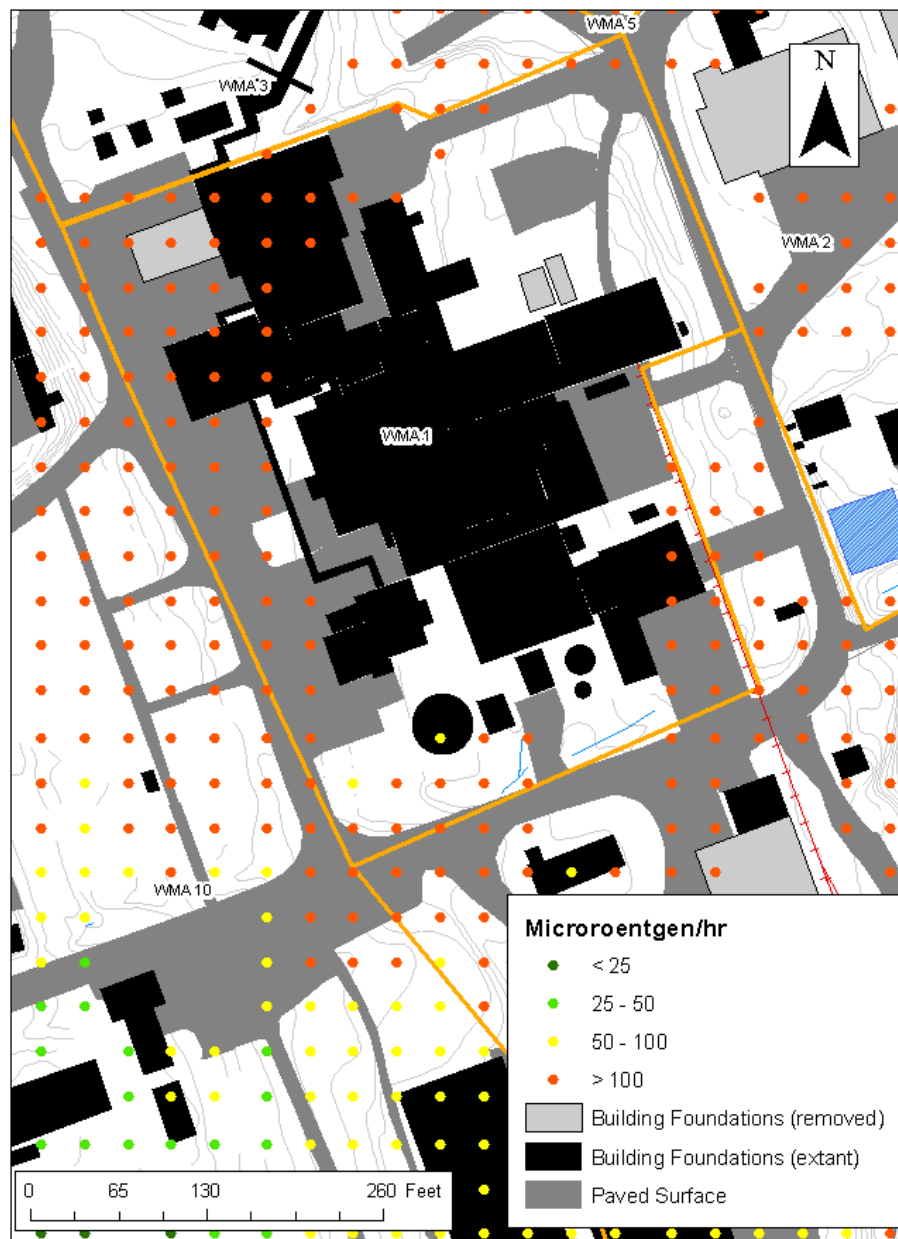 WMA 5
N
WMA 3
WMA 2
WMA 1
WMA 10
Microroentgen/hr
< 25
25 - 50
50 - 100
> 100
Building Foundations (removed)
Building Foundations (extant)
Paved Surface
0 65 130 260 Feet